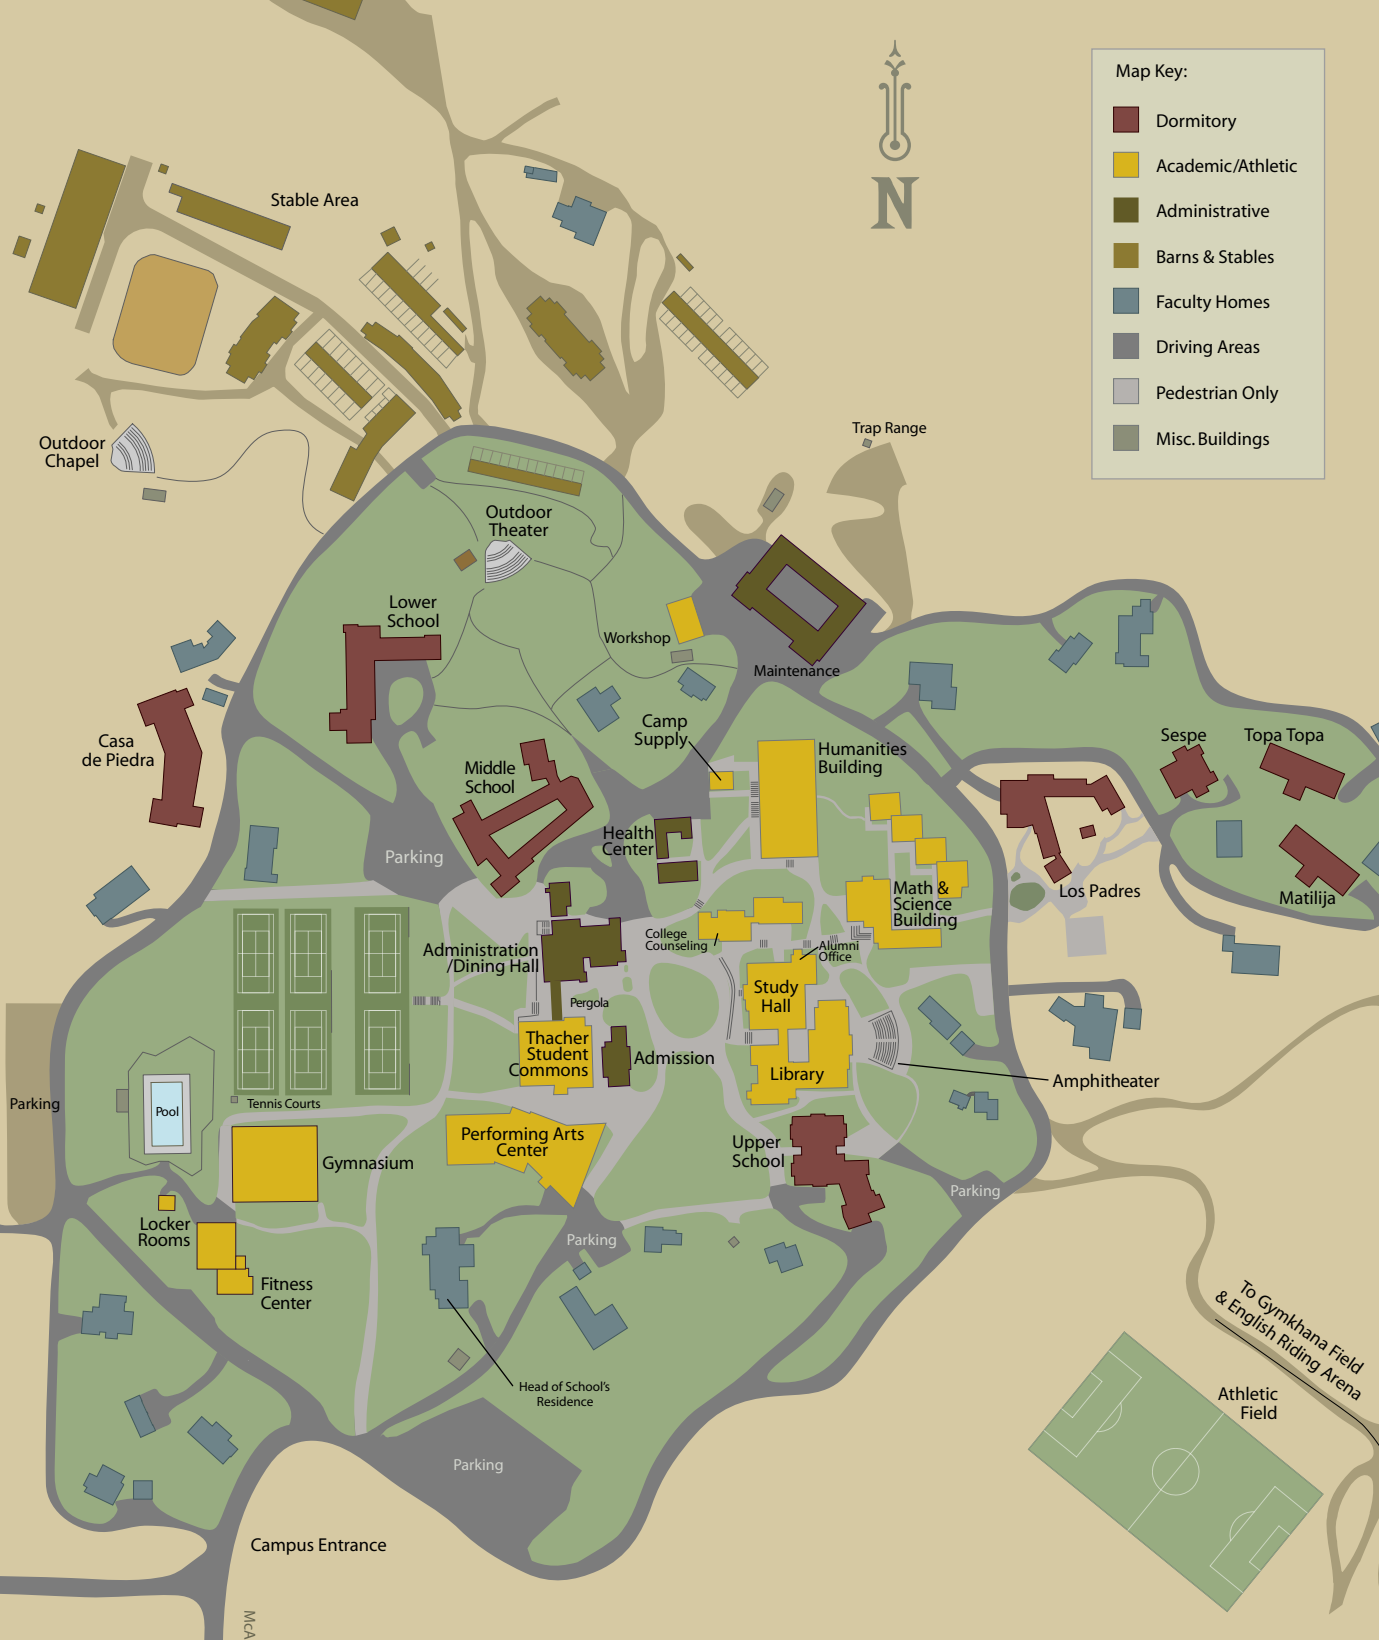 N
Map Key:
Dormitory
Academic/Athletic
Administrative
Barns & Stables
Faculty Homes
Driving Areas
Pedestrian Only
Misc. Buildings
Stable Area
Outdoor
Chapel
Trap Range
Outdoor
Theater
Lower
School
Workshop
Maintenance
Casa
de Piedra
Camp
Supply
Humanities
Building
Sespe
Topa Topa
Middle
School
Health
Center
Parking
Los Padres
Matilija
Math &
Science
Building
College
Counseling
Alumni
Office
Administration
/Dining Hall
Study
Hall
Pergola
Thacher
Student
Commons
Admission
Library
Amphitheater
Parking
Pool
Tennis Courts
Performing Arts
Center
Upper
School
Gymnasium
Parking
Locker
Rooms
Parking
Fitness
Center
To Gymkhana Field
& English Riding Arena
Head of School's
Residence
Athletic
Field
Parking
Campus Entrance
McA